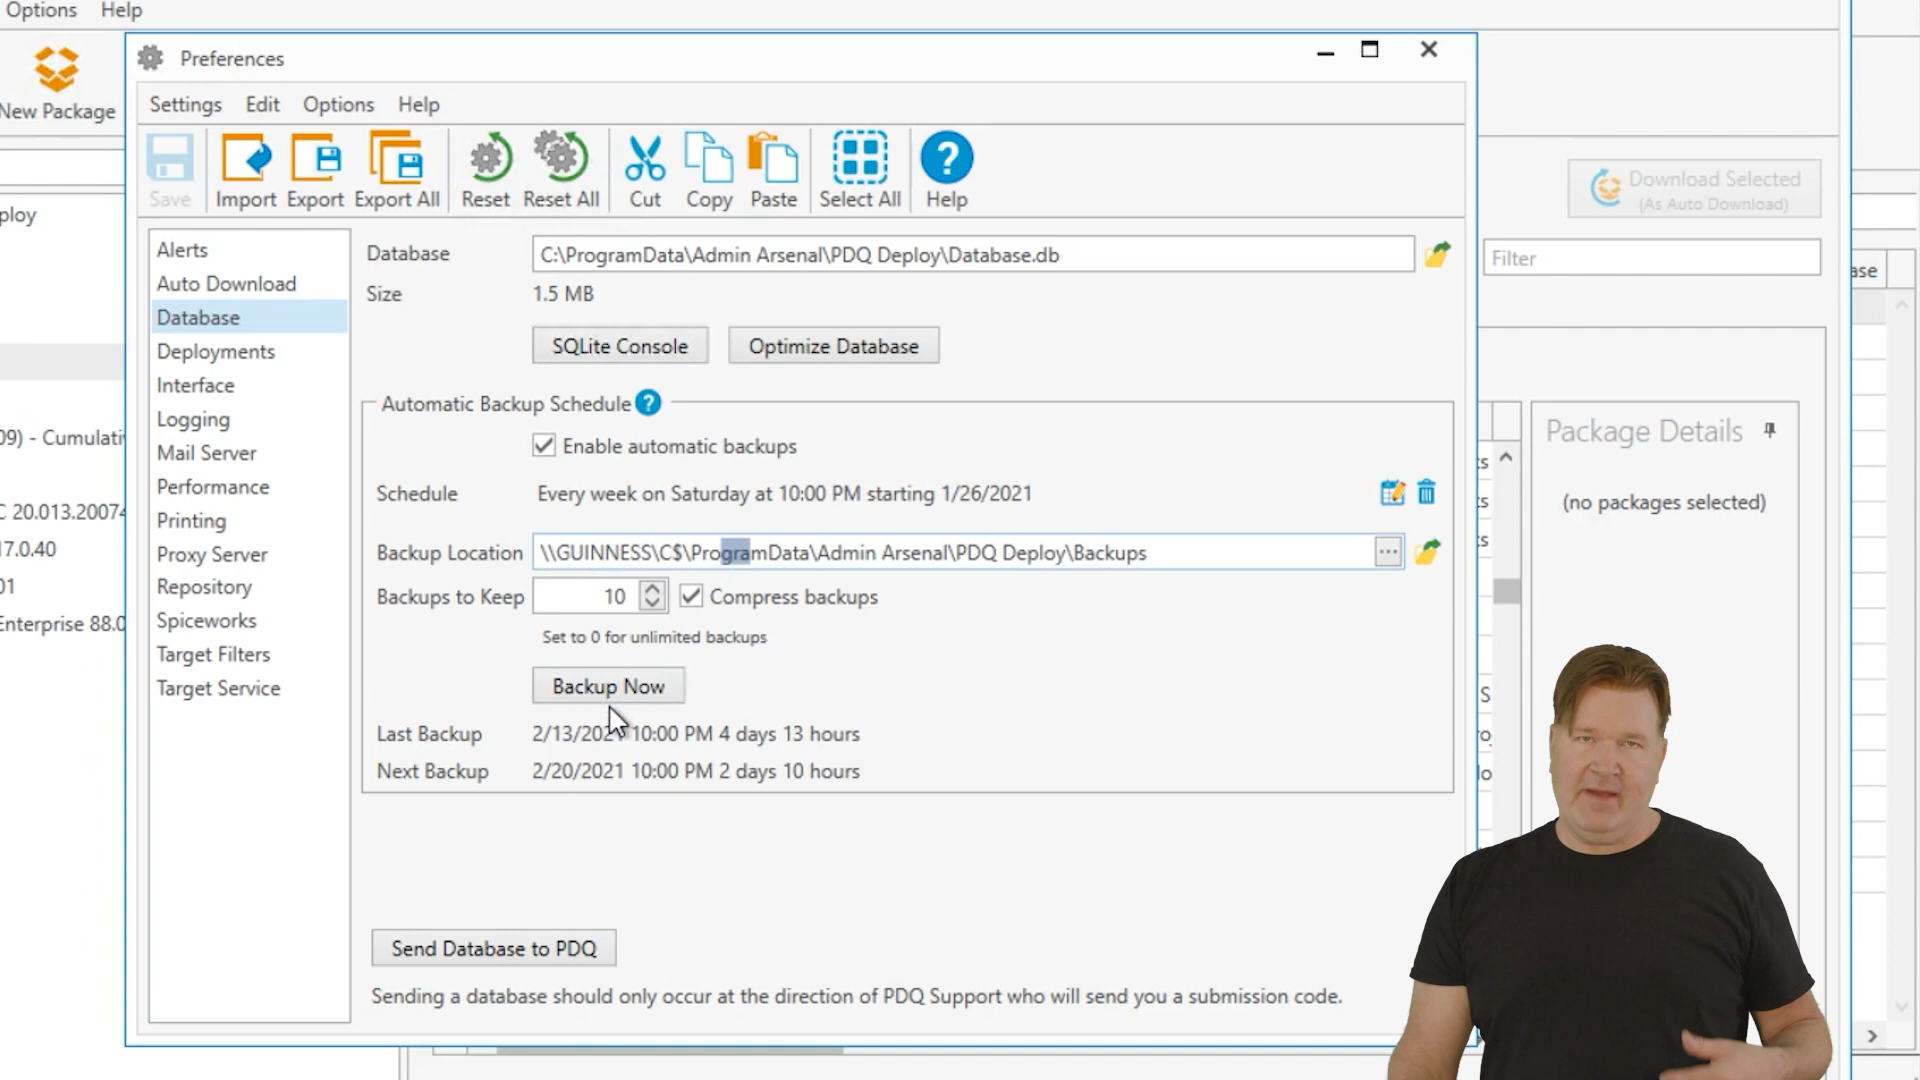 Options Help
New Package
ploy
09) - Cumulati
C 20.013.20074
17.0.40
01
Enterprise 88.0
Preferences
Settings Edit Options Help
Save Import Export Export All Reset Reset All Cut Copy Paste Select All Help
Alerts
Auto Download
Database
Deployments
Interface
Logging
Mail Server
Performance
Printing
Proxy Server
Repository
Spiceworks
Target Filters
Target Service
Database C:\ProgramData\Admin Arsenal\PDQ Deploy\Database.db
Size 1.5 MB
SQLite Console Optimize Database
Automatic Backup Schedule ?
Enable automatic backups
Schedule Every week on Saturday at 10:00 PM starting 1/26/2021
Backup Location \\GUINNESS\C$\ProgramData\Admin Arsenal\PDQ Deploy\Backups ...
Backups to Keep 10 Compress backups
Set to 0 for unlimited backups
Backup Now
Last Backup 2/13/2021 10:00 PM 4 days 13 hours
Next Backup 2/20/2021 10:00 PM 2 days 10 hours
Send Database to PDQ
Sending a database should only occur at the direction of PDQ Support who will send you a submission code.
Download Selected
(As Auto Download)
Filter
ase
Package Details
(no packages selected)